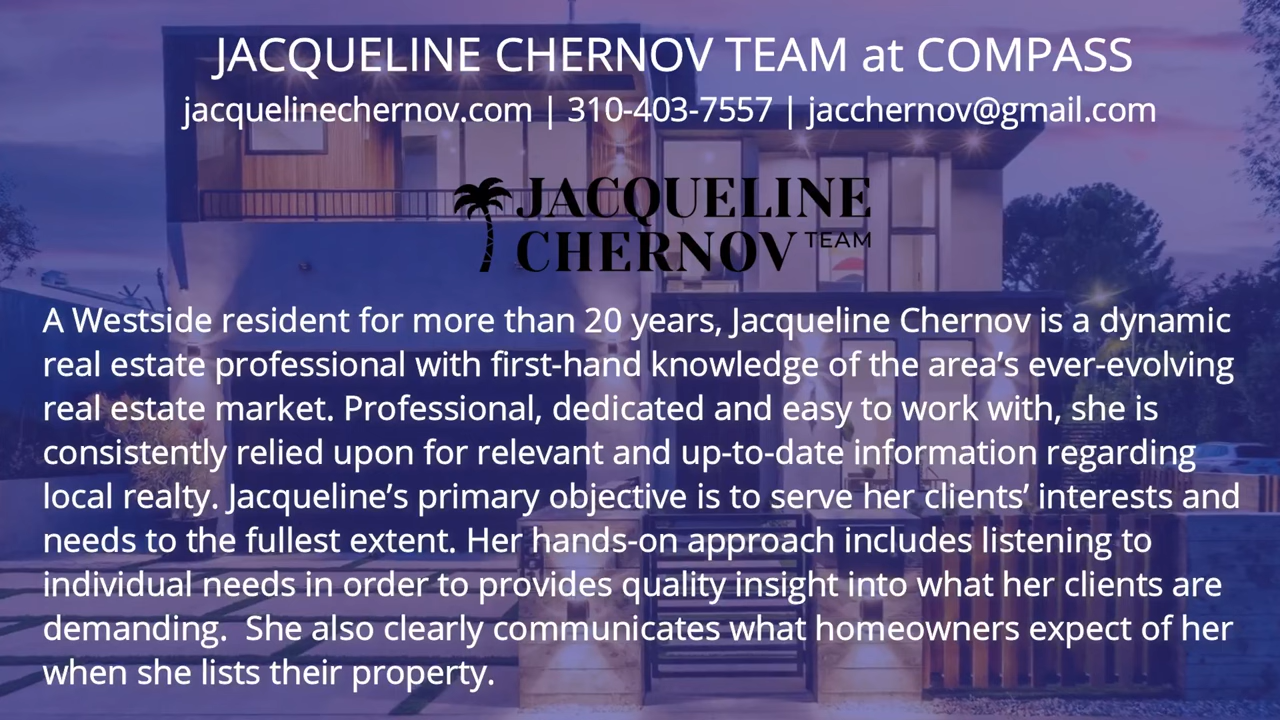 JACQUELINE CHERNOV TEAM at COMPASS
jacquelinechernov.com | 310-403-7557 | jacchernov@gmail.com
JACQUELINE
CHERNOV TEAM
A Westside resident for more than 20 years, Jacqueline Chernov is a dynamic
real estate professional with first-hand knowledge of the area’s ever-evolving
real estate market. Professional, dedicated and easy to work with, she is
consistently relied upon for relevant and up-to-date information regarding
local realty. Jacqueline’s primary objective is to serve her clients’ interests and
needs to the fullest extent. Her hands-on approach includes listening to
individual needs in order to provides quality insight into what her clients are
demanding.  She also clearly communicates what homeowners expect of her
when she lists their property.